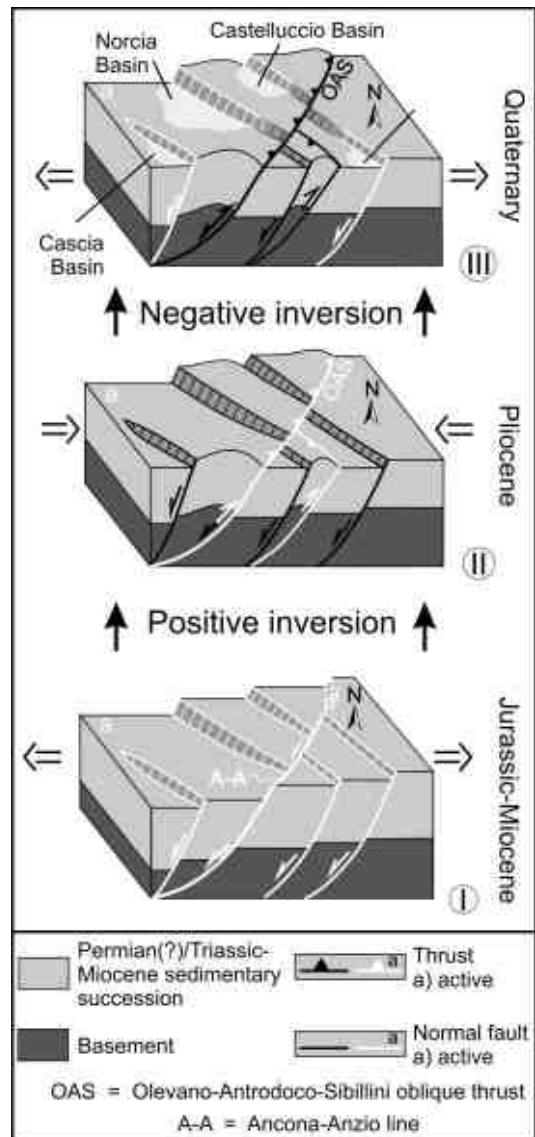 Castelluccio Basin
Norcia
Basin
OAS
N
Quaternary
Cascia
Basin
III
Negative inversion
a
OAS
N
Pliocene
II
Positive inversion
a
N
A-A
Jurassic-Miocene
I
Permian(?)/Triassic-
Miocene sedimentary
succession
a
Thrust
a) active
Basement
a
Normal fault
a) active
OAS = Olevano-Antrodoco-Sibillini oblique thrust
A-A = Ancona-Anzio line